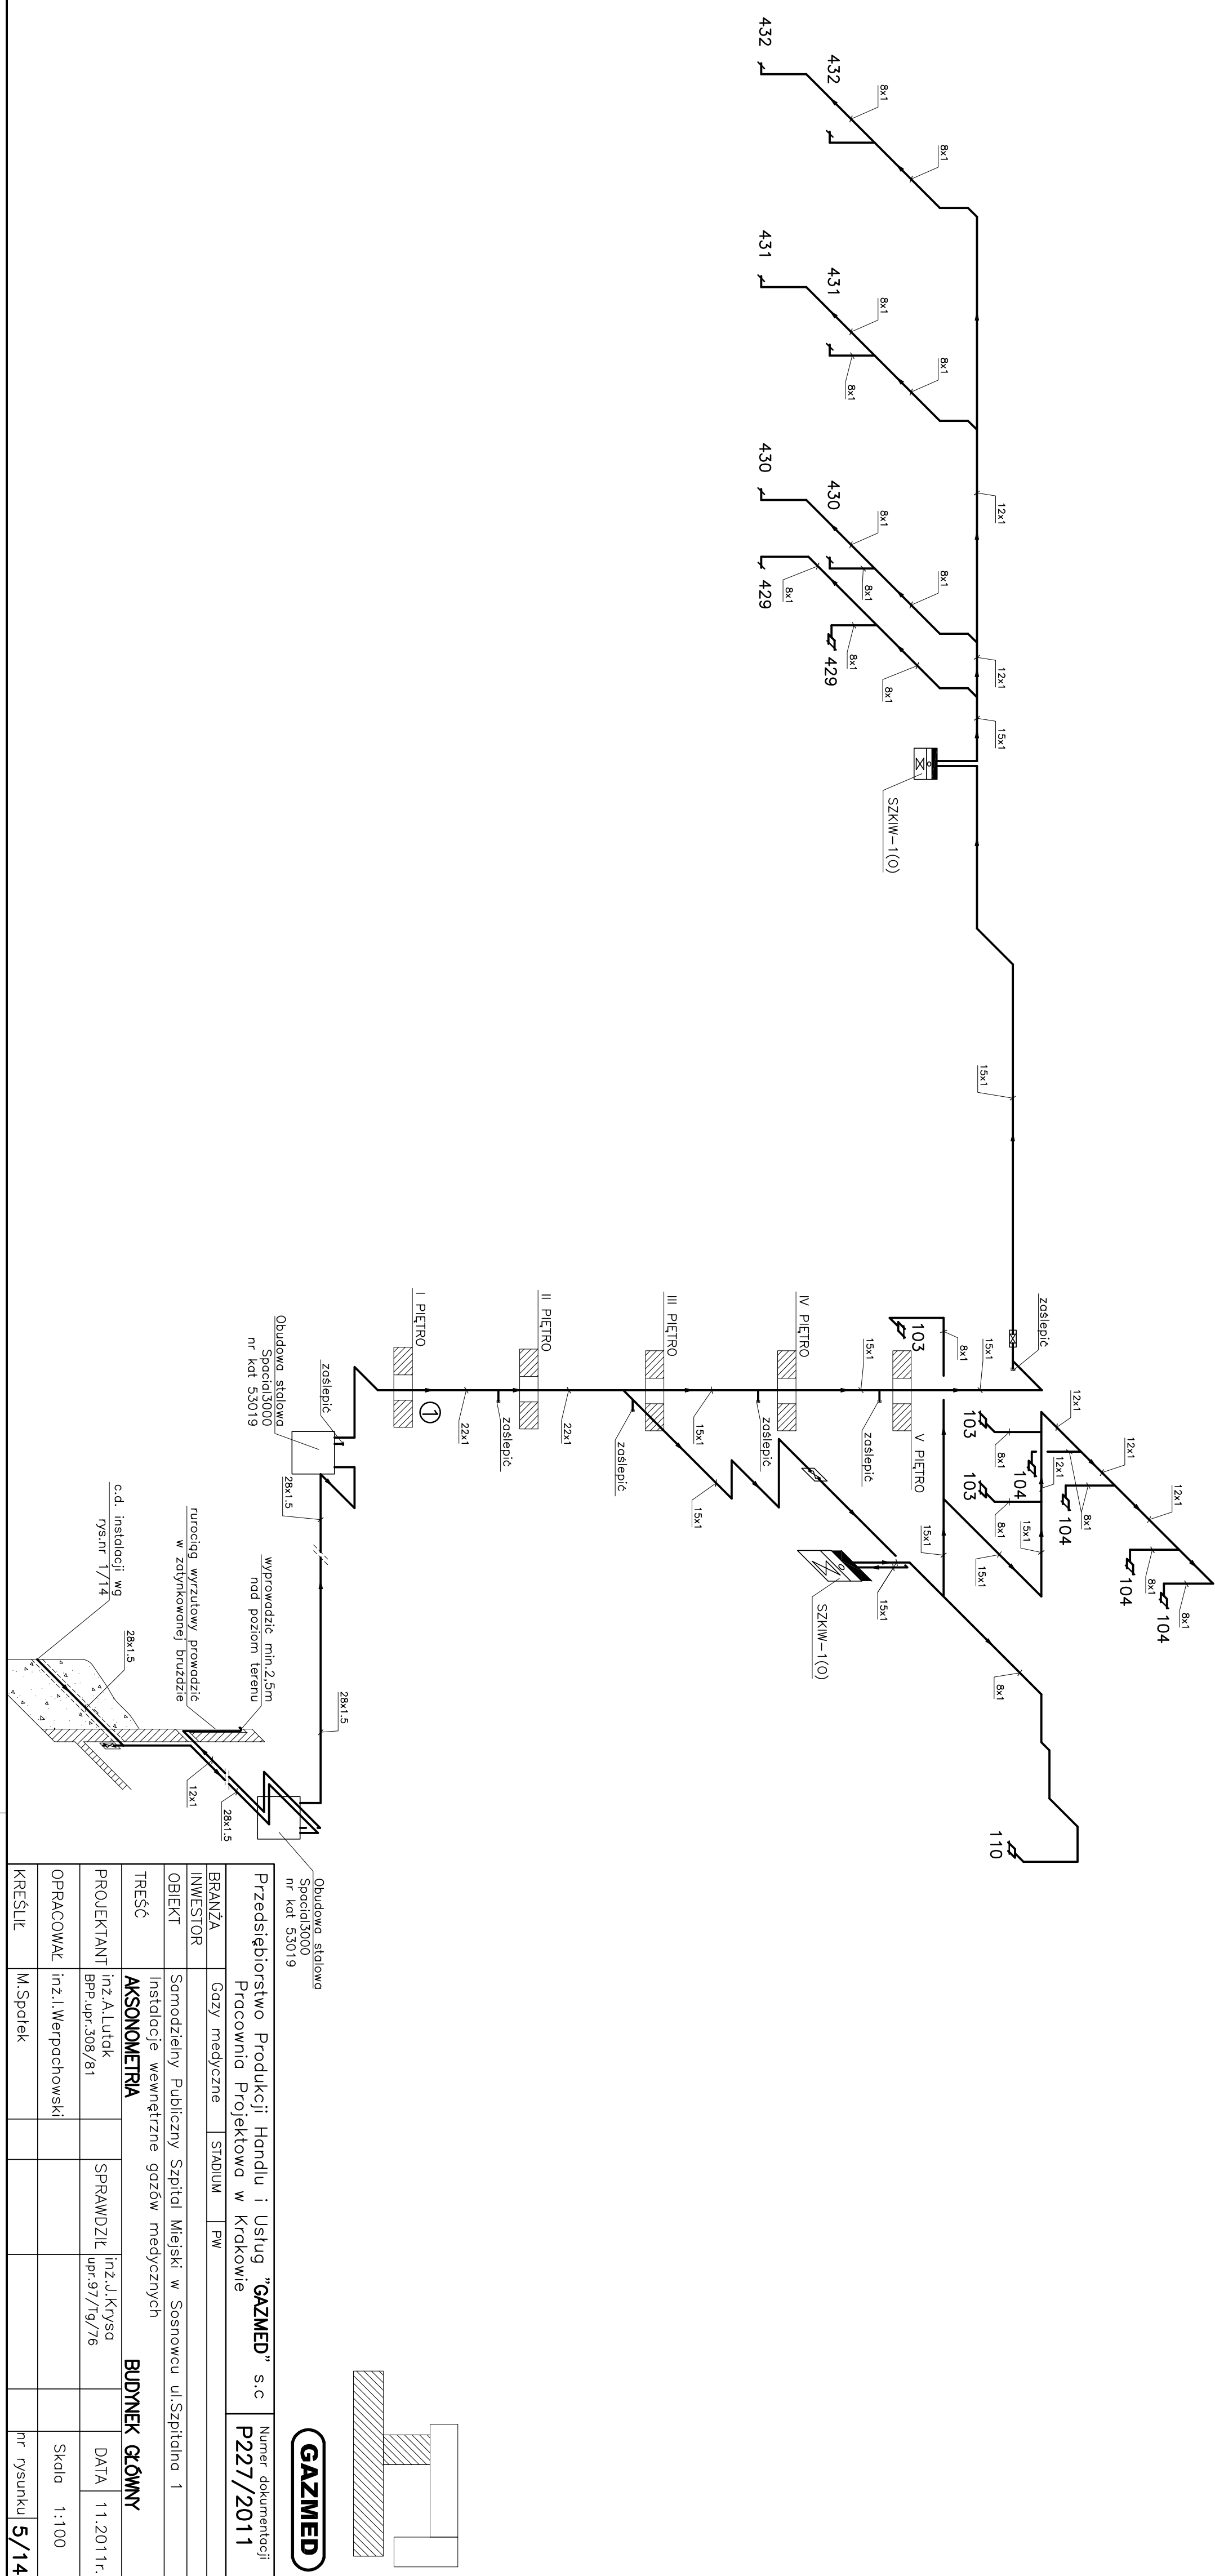 432
432
8x1
8x1
431
431
8x1
8x1
8x1
430
430
8x1
8x1
8x1
429
8x1
429
8x1
8x1
12x1
12x1
15x1
SZKIW-1(O)
15x1
zaślepić
15x1
12x1
12x1
12x1
12x1
103
8x1
103
8x1
103
8x1
104
104
8x1
104
8x1
104
8x1
15x1
15x1
15x1
15x1
V PIĘTRO
15x1
zaślepić
IV PIĘTRO
zaślepić
15x1
III PIĘTRO
zaślepić
15x1
II PIĘTRO
22x1
zaślepić
I PIĘTRO
22x1
1
SZKIW-1(O)
8x1
110
zaślepić
Obudowa stalowa
Spacial3000
nr kat 53019
28x1.5
28x1.5
wyprowadzić min.2,5m
nad poziom terenu
rurociąg wyrzutowy prowadzić
w zatynkowanej bruździe
c.d. instalacji wg
rys.nr 1/14
28x1.5
12x1
28x1.5
Obudowa stalowa
Spacial3000
nr kat 53019
GAZMED
Przedsiębiorstwo Produkcji Handlu i Usług "GAZMED" s.c
Pracownia Projektowa w Krakowie
Numer dokumentacji
P227/2011
BRANŻA Gazy medyczne STADIUM PW
INWESTOR
OBIEKT Samodzielny Publiczny Szpital Miejski w Sosnowcu ul.Szpitalna 1
TREŚĆ Instalacje wewnętrzne gazów medycznych
AKSONOMETRIA BUDYNEK GŁÓWNY
PROJEKTANT inż.A.Lutak
BPP.upr.308/81
SPRAWDZIŁ inż.J.Krysa
upr.97/Tg/76
DATA 11.2011r.
OPRACOWAŁ inż.I.Werpachowski
Skala 1:100
KREŚLIŁ M.Spałek
nr rysunku 5/14